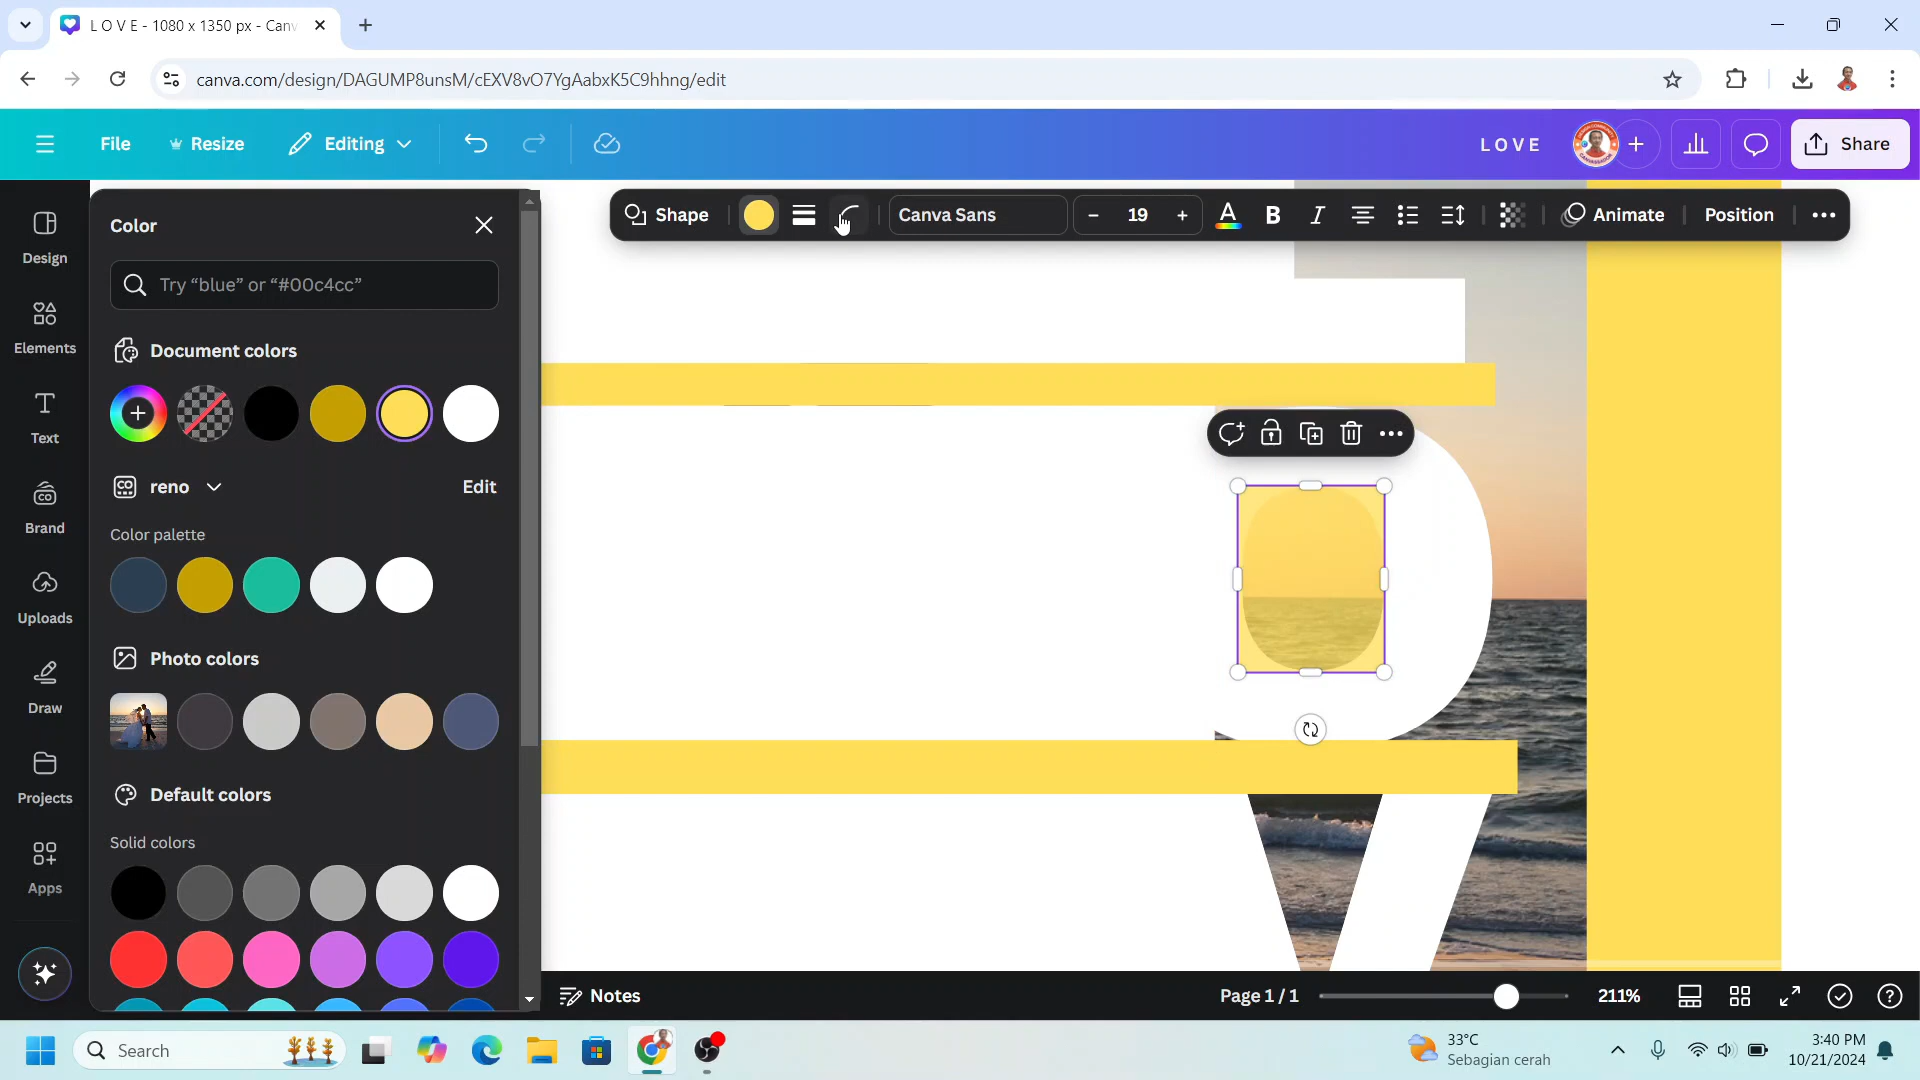 L O V E - 1080 x 1350 px - Canv
canva.com/design/DAGUMP8unsM/cEXV8vO7YgAabxK5C9hhng/edit
File
Resize
Editing
L O V E
Share
Design
Elements
Text
Brand
Uploads
Draw
Projects
Apps
Color
Try “blue” or “#00c4cc”
Document colors
reno
Edit
Color palette
Photo colors
Default colors
Solid colors
Shape
Canva Sans
– 19 +
A
B
I
Animate
Position
Notes
Page 1 / 1
211%
Search
33°C
Sebagian cerah
3:40 PM
10/21/2024